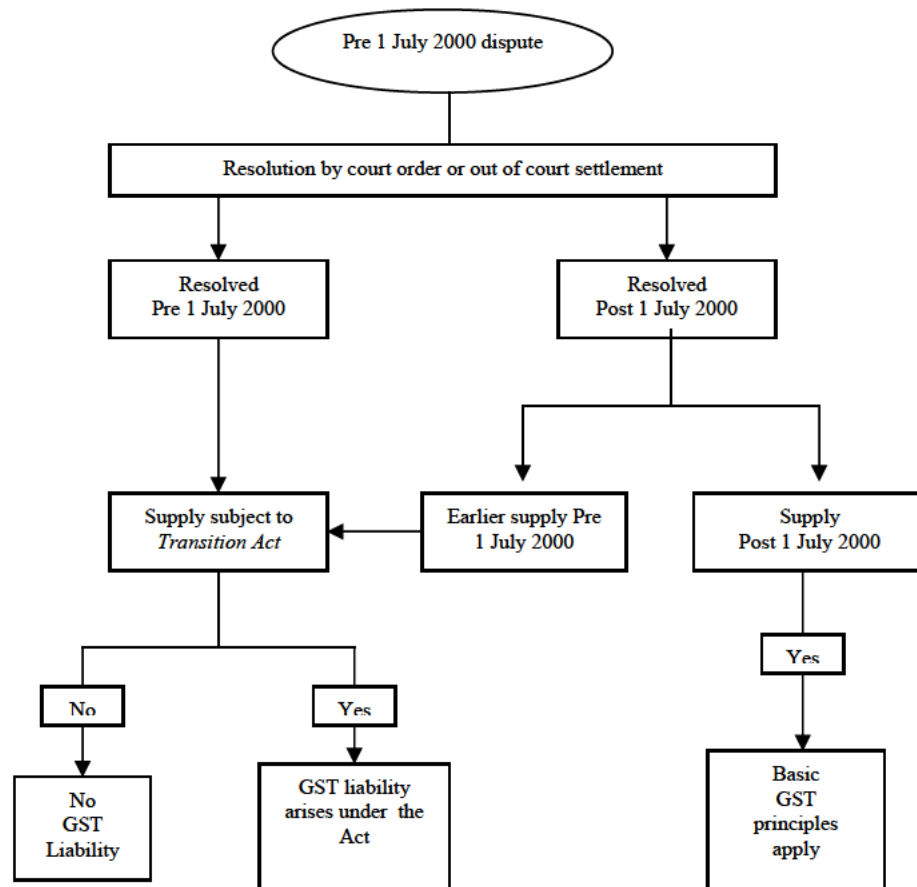 Pre 1 July 2000 dispute
Resolution by court order or out of court settlement
Resolved
Pre 1 July 2000
Resolved
Post 1 July 2000
Supply subject to
Transition Act
Earlier supply Pre
1 July 2000
Supply
Post 1 July 2000
Yes
No
Yes
No
GST
Liability
GST liability
arises under the
Act
Basic
GST
principles
apply